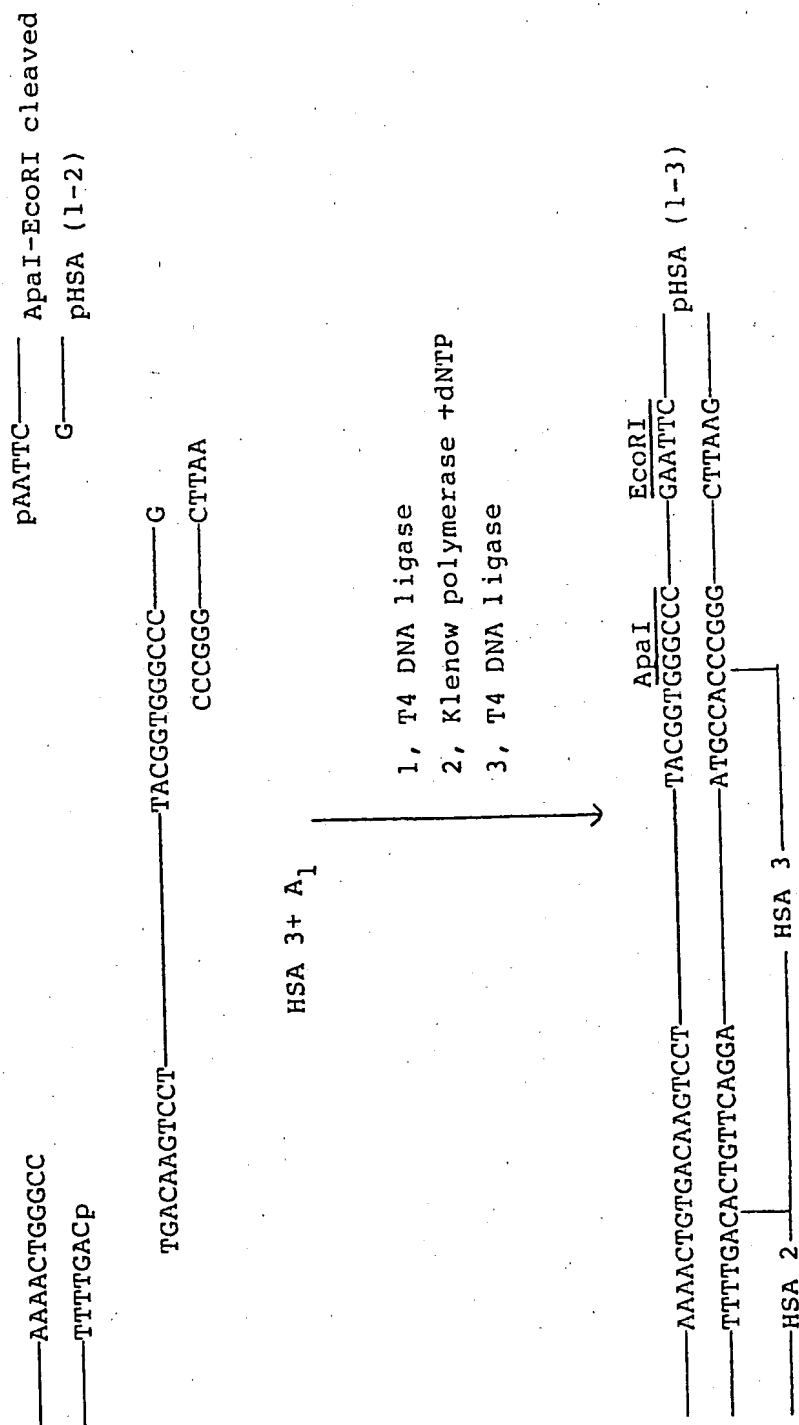 AAAACTGGGCC pAATTC ApaI-EcoRI cleaved
TTTTGACp G pHSA (1-2)
TGACAAGTCCT TACGGTGGGCCC G
CCCGGG CTTAA
HSA 3+ A1
1, T4 DNA ligase
2, Klenow polymerase +dNTP
3, T4 DNA ligase
ApaI EcoRI
AAAACTGTGACAAGTCCT TACGGTGGGCCC GAATTC
pHSA (1-3)
TTTTGACACTGTTCAGGA ATGCCACCCGGG CTTAAG
HSA 2 HSA 3